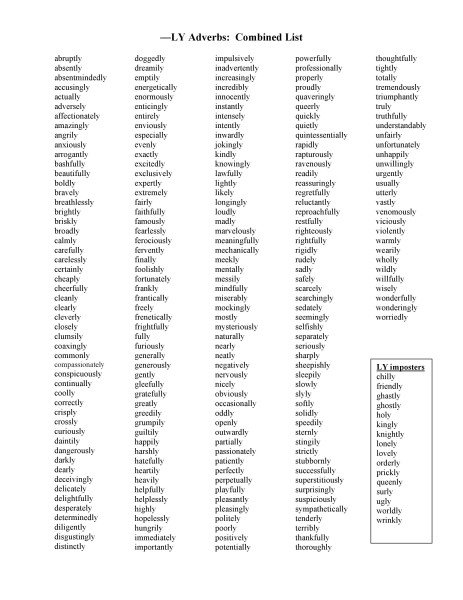 —LY Adverbs:  Combined List
abruptly
absently
absentmindedly
accusingly
actually
adversely
affectionately
amazingly
angrily
anxiously
arrogantly
bashfully
beautifully
boldly
bravely
breathlessly
brightly
briskly
broadly
calmly
carefully
carelessly
certainly
cheaply
cheerfully
cleanly
clearly
cleverly
closely
clumsily
coaxingly
commonly
compassionately
conspicuously
continually
coolly
correctly
crisply
crossly
curiously
daintily
dangerously
darkly
dearly
deceivingly
delicately
delightfully
desperately
determinedly
diligently
disgustingly
distinctly
doggedly
dreamily
emptily
energetically
enormously
enticingly
entirely
enviously
especially
evenly
exactly
excitedly
exclusively
expertly
extremely
fairly
faithfully
famously
fearlessly
ferociously
fervently
finally
foolishly
fortunately
frankly
frantically
freely
frenetically
frightfully
fully
furiously
generally
generously
gently
gleefully
gratefully
greatly
greedily
grumpily
guiltily
happily
harshly
hatefully
heartily
heavily
helpfully
helplessly
highly
hopelessly
hungrily
immediately
importantly
impulsively
inadvertently
increasingly
incredibly
innocently
instantly
intensely
intently
inwardly
jokingly
kindly
knowingly
lawfully
lightly
likely
longingly
loudly
madly
marvelously
meaningfully
mechanically
meekly
mentally
messily
mindfully
miserably
mockingly
mostly
mysteriously
naturally
nearly
neatly
negatively
nervously
nicely
obviously
occasionally
oddly
openly
outwardly
partially
passionately
patiently
perfectly
perpetually
playfully
pleasantly
pleasingly
politely
poorly
positively
potentially
powerfully
professionally
properly
proudly
quaveringly
queerly
quickly
quietly
quintessentially
rapidly
rapturously
ravenously
readily
reassuringly
regretfully
reluctantly
reproachfully
restfully
righteously
rightfully
rigidly
rudely
sadly
safely
scarcely
searchingly
sedately
seemingly
selfishly
separately
seriously
sharply
sheepishly
sleepily
slowly
slyly
softly
solidly
speedily
sternly
stingily
strictly
stubbornly
successfully
superstitiously
surprisingly
suspiciously
sympathetically
tenderly
terribly
thankfully
thoroughly
thoughtfully
tightly
totally
tremendously
triumphantly
truly
truthfully
understandably
unfairly
unfortunately
unhappily
unwillingly
urgently
usually
utterly
vastly
venomously
viciously
violently
warmly
wearily
wholly
wildly
willfully
wisely
wonderfully
wonderingly
worriedly
LY imposters
chilly
friendly
ghastly
ghostly
holy
kingly
knightly
lonely
lovely
orderly
prickly
queenly
surly
ugly
worldly
wrinkly